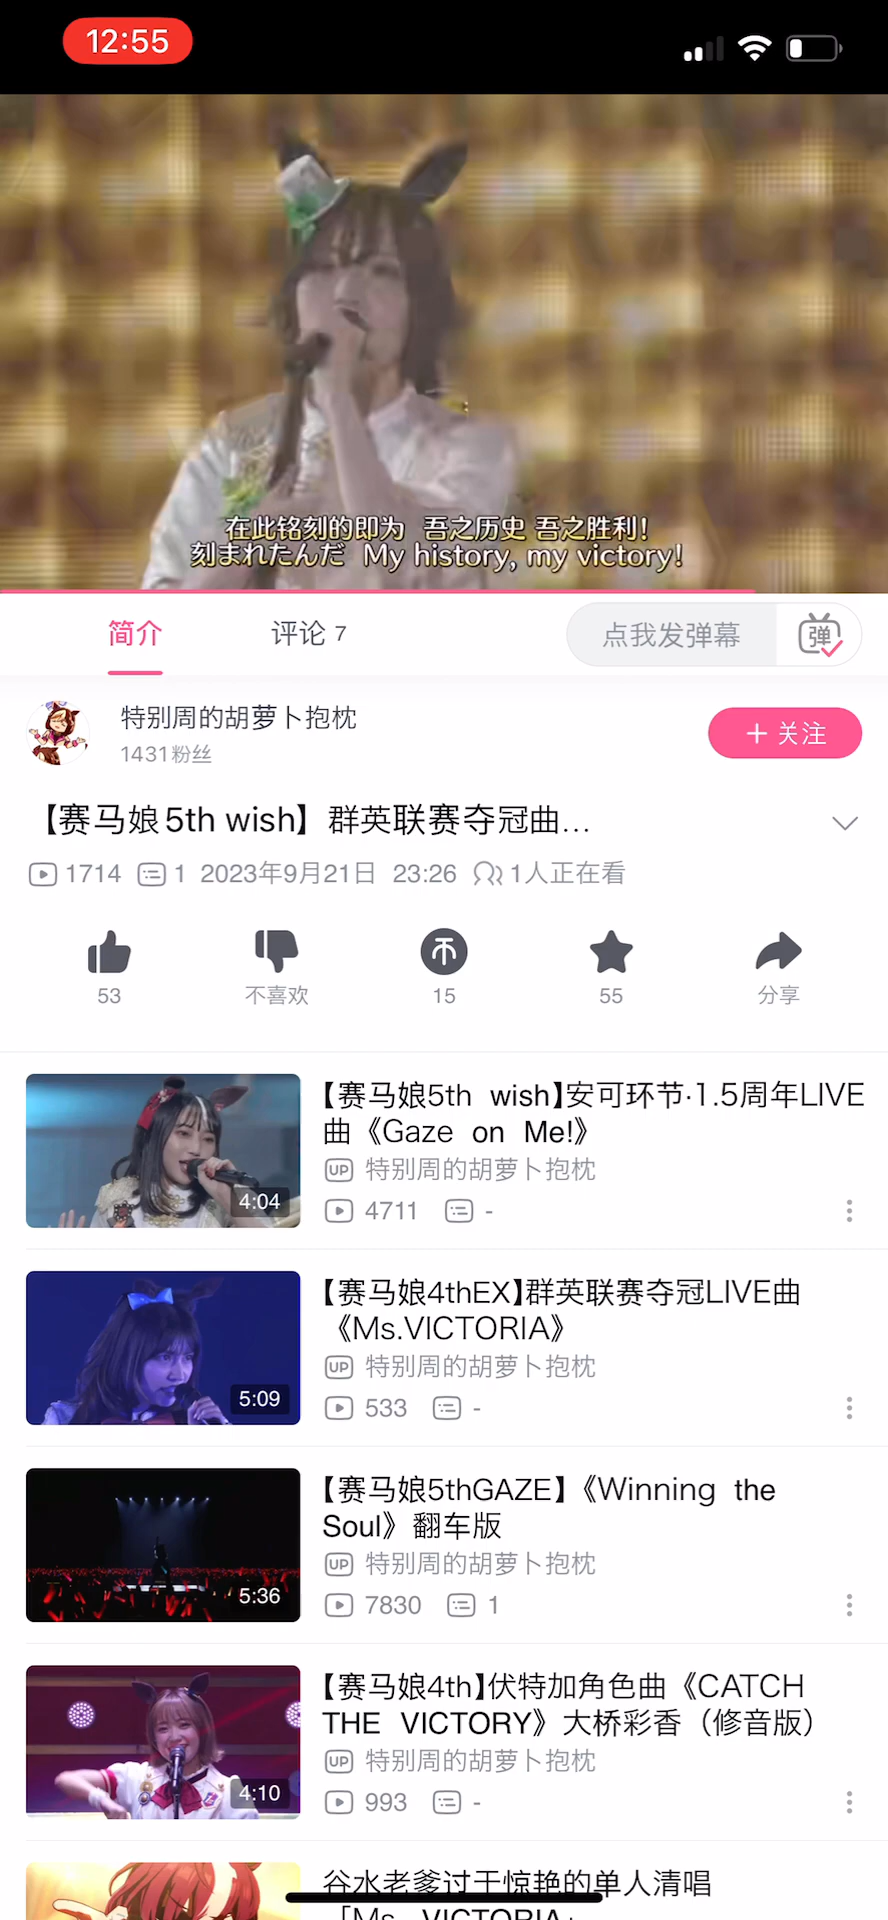 12:55
在此铭刻的即为 吾之历史 吾之胜利!
刻まれたんだ My history, my victory!
简介
评论 7
点我发弹幕
弹
特别周的胡萝卜抱枕
1431粉丝
+ 关注
【赛马娘5th wish】群英联赛夺冠曲...
1714 1 2023年9月21日 23:26 1人正在看
53
不喜欢
15
55
分享
【赛马娘5th wish】安可环节·1.5周年LIVE
曲《Gaze on Me!》
UP 特别周的胡萝卜抱枕
4:04
4711 -
【赛马娘4thEX】群英联赛夺冠LIVE曲
《Ms.VICTORIA》
UP 特别周的胡萝卜抱枕
5:09
533 -
【赛马娘5thGAZE】《Winning the
Soul》翻车版
UP 特别周的胡萝卜抱枕
5:36
7830 1
【赛马娘4th】伏特加角色曲《CATCH
THE VICTORY》大桥彩香（修音版）
UP 特别周的胡萝卜抱枕
4:10
993 -
谷水老爹过于惊艳的单人清唱
「Ms. VICTORIA」